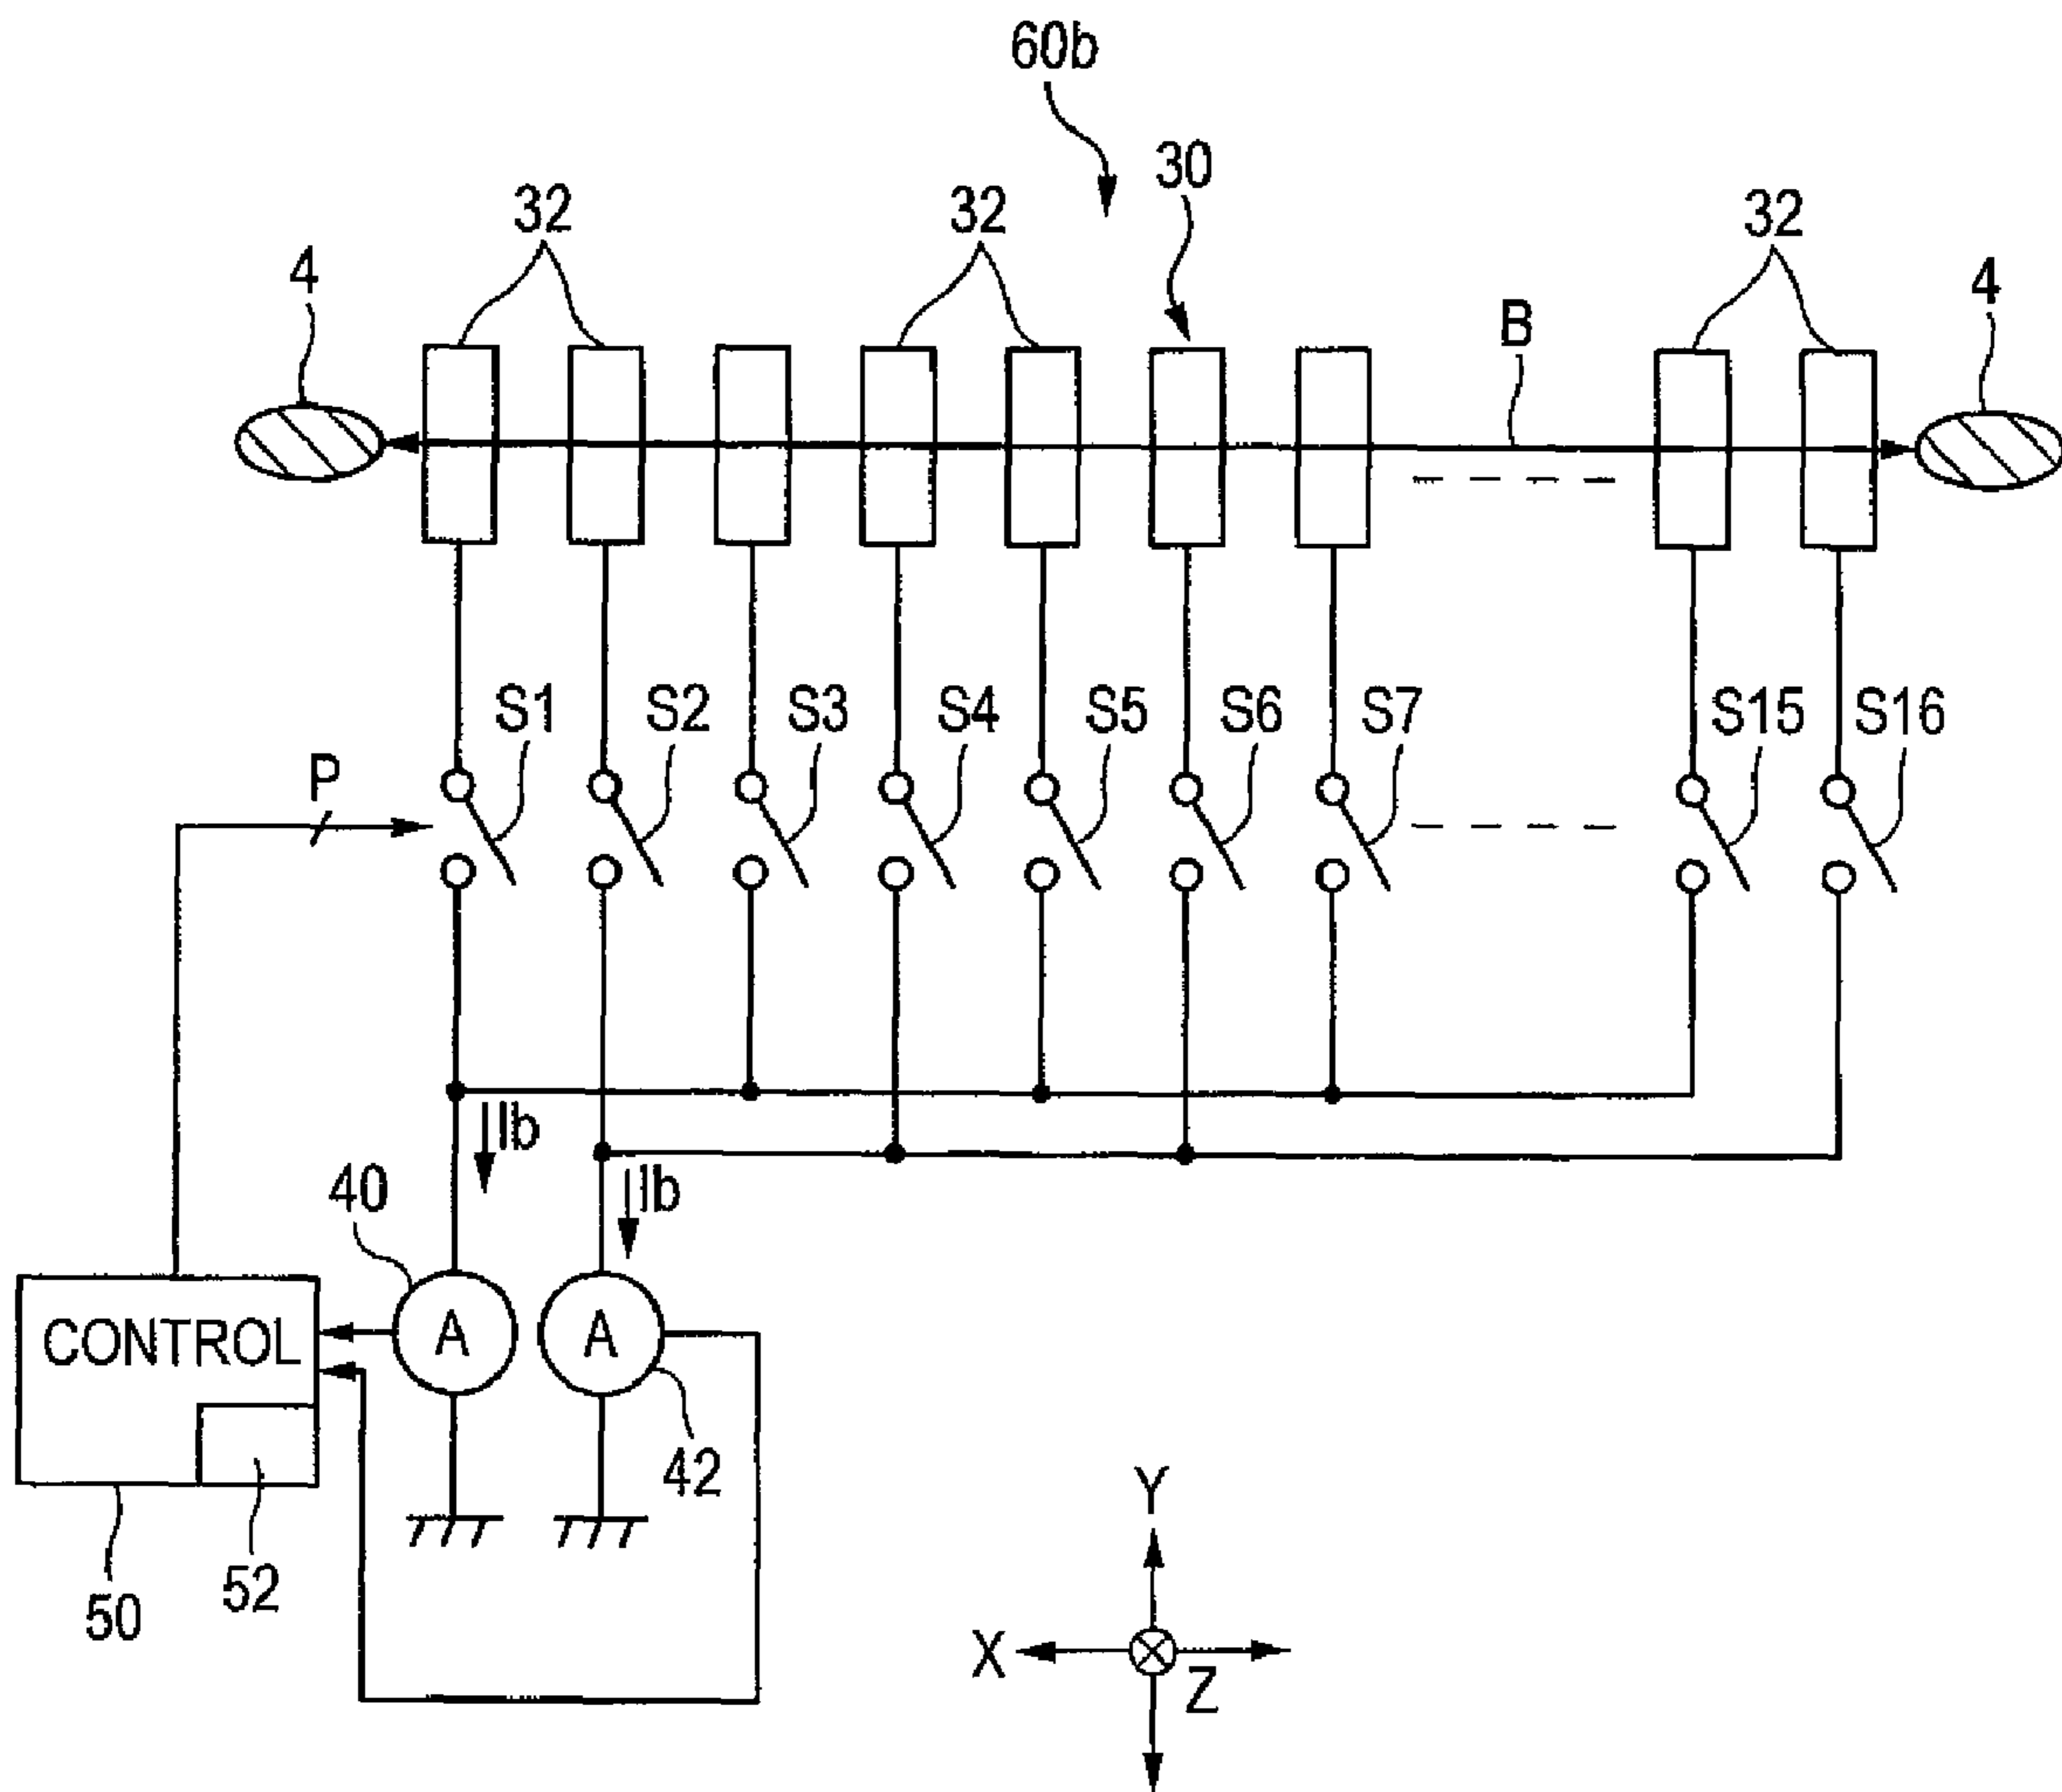 60b
30
32 32 32
4 4
B
S1 S2 S3 S4 S5 S6 S7 S15 S16
P
Ib
Ib
40
CONTROL A A
42
52
50
Y
X
Z